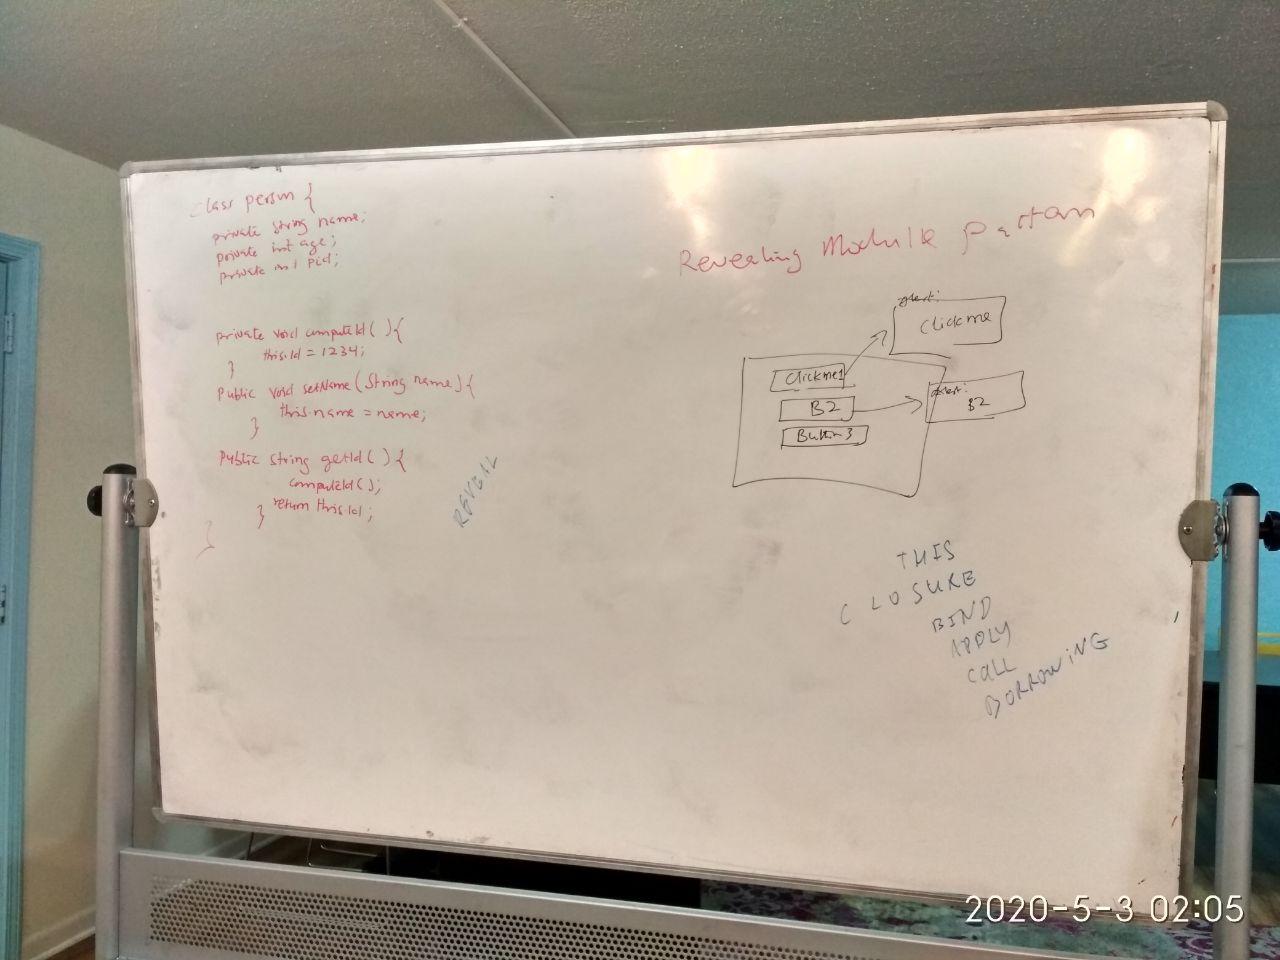 class person {
private string name;
private int age;
private int pid;
private void computeId( ) {
this.id = 1234;
}
Public void setName(String name) {
this.name = name;
}
Public string getId( ) {
computeId( );
return this.id;
}
}
REVEAL
Revealing Module pattern
alert:
Clickme
Clickme1
B2
Button3
alert:
B2
THIS
CLOSURE
BIND
APPLY
CALL
BORROWING
2020-5-3 02:05